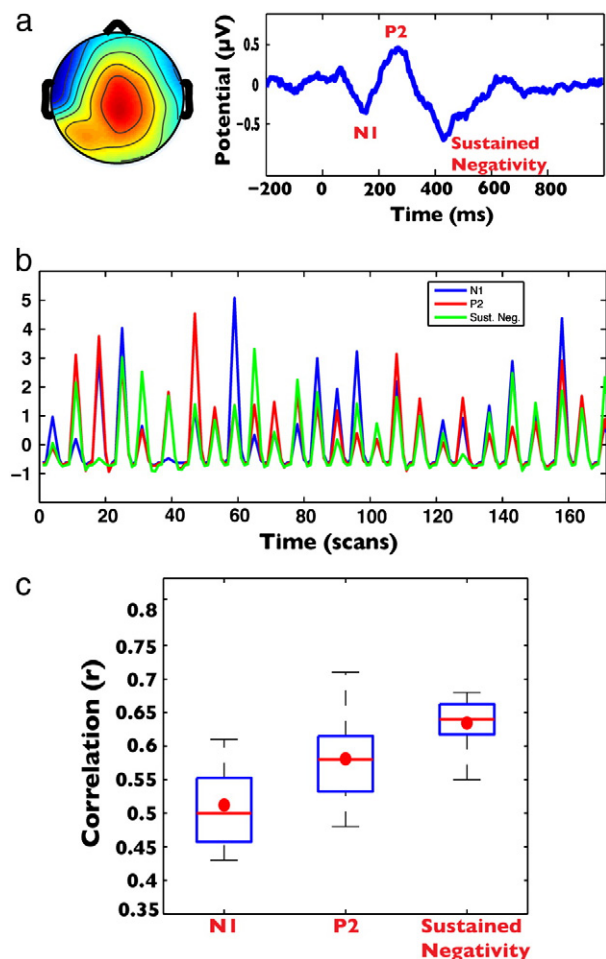 a
Potential (µV)
0.5
0
−0.5
P2
N1
Sustained
Negativity
−200 0 200 400 600 800
Time (ms)
b
N1
P2
Sust. Neg.
5
4
3
2
1
0
−1
0 20 40 60 80 100 120 140 160
Time (scans)
c
Correlation (r)
0.8
0.75
0.7
0.65
0.6
0.55
0.5
0.45
0.4
0.35
N1 P2 Sustained
Negativity